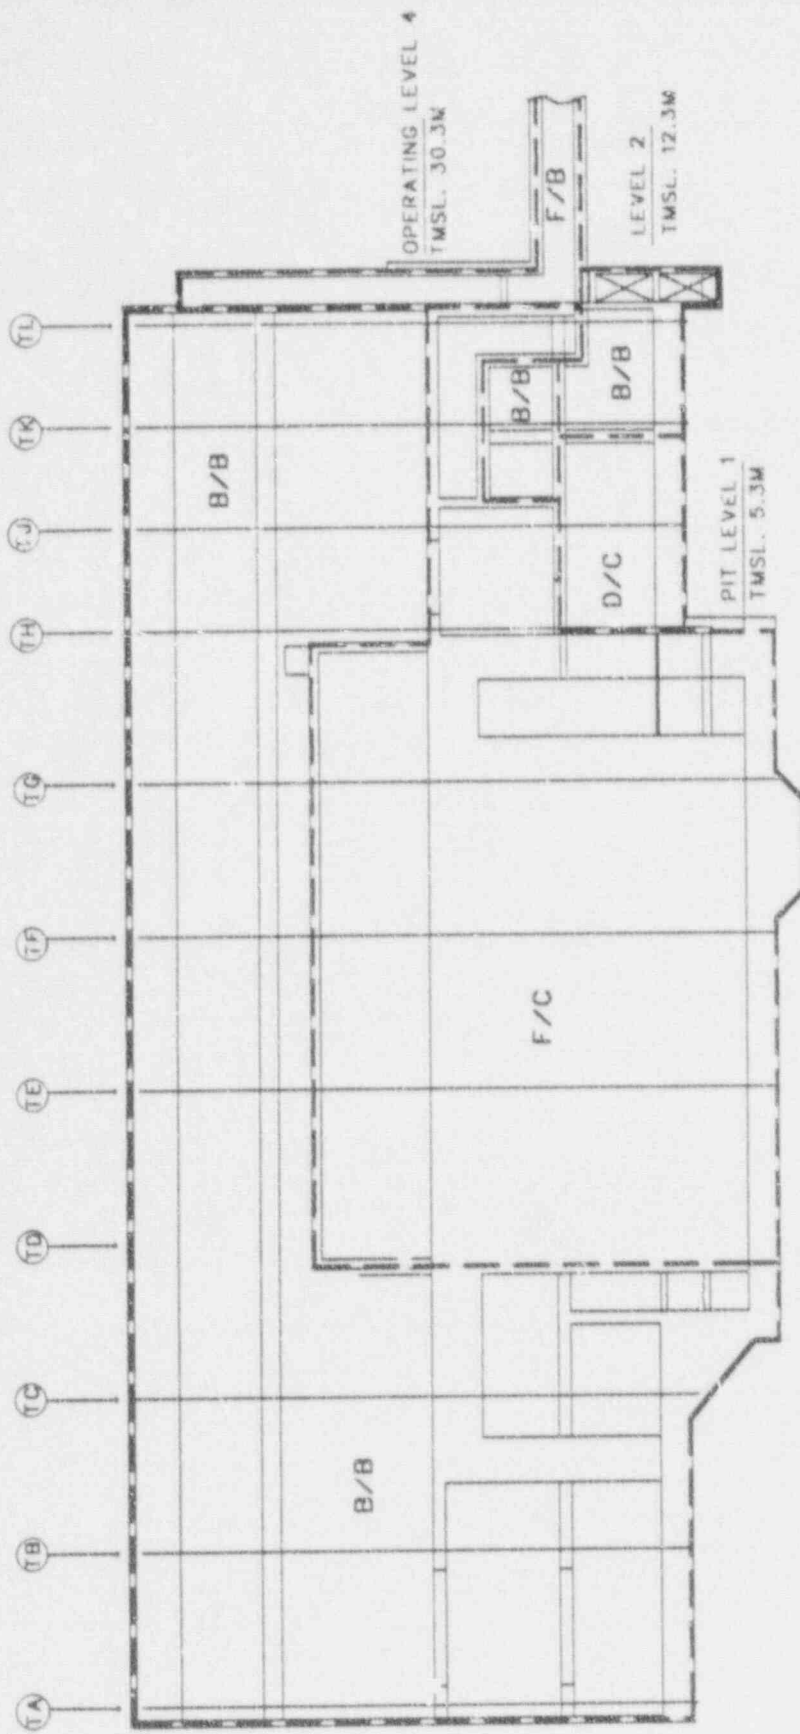 TA
TB
TC
TD
TE
TF
TG
TH
TJ
TK
TL
B/B
B/B
F/C
D/C
B/B
B/B
F/B
OPERATING LEVEL 4
TMSL. 30.3M
LEVEL 2
TMSL. 12.3M
PIT LEVEL 1
TMSL. 5.3M